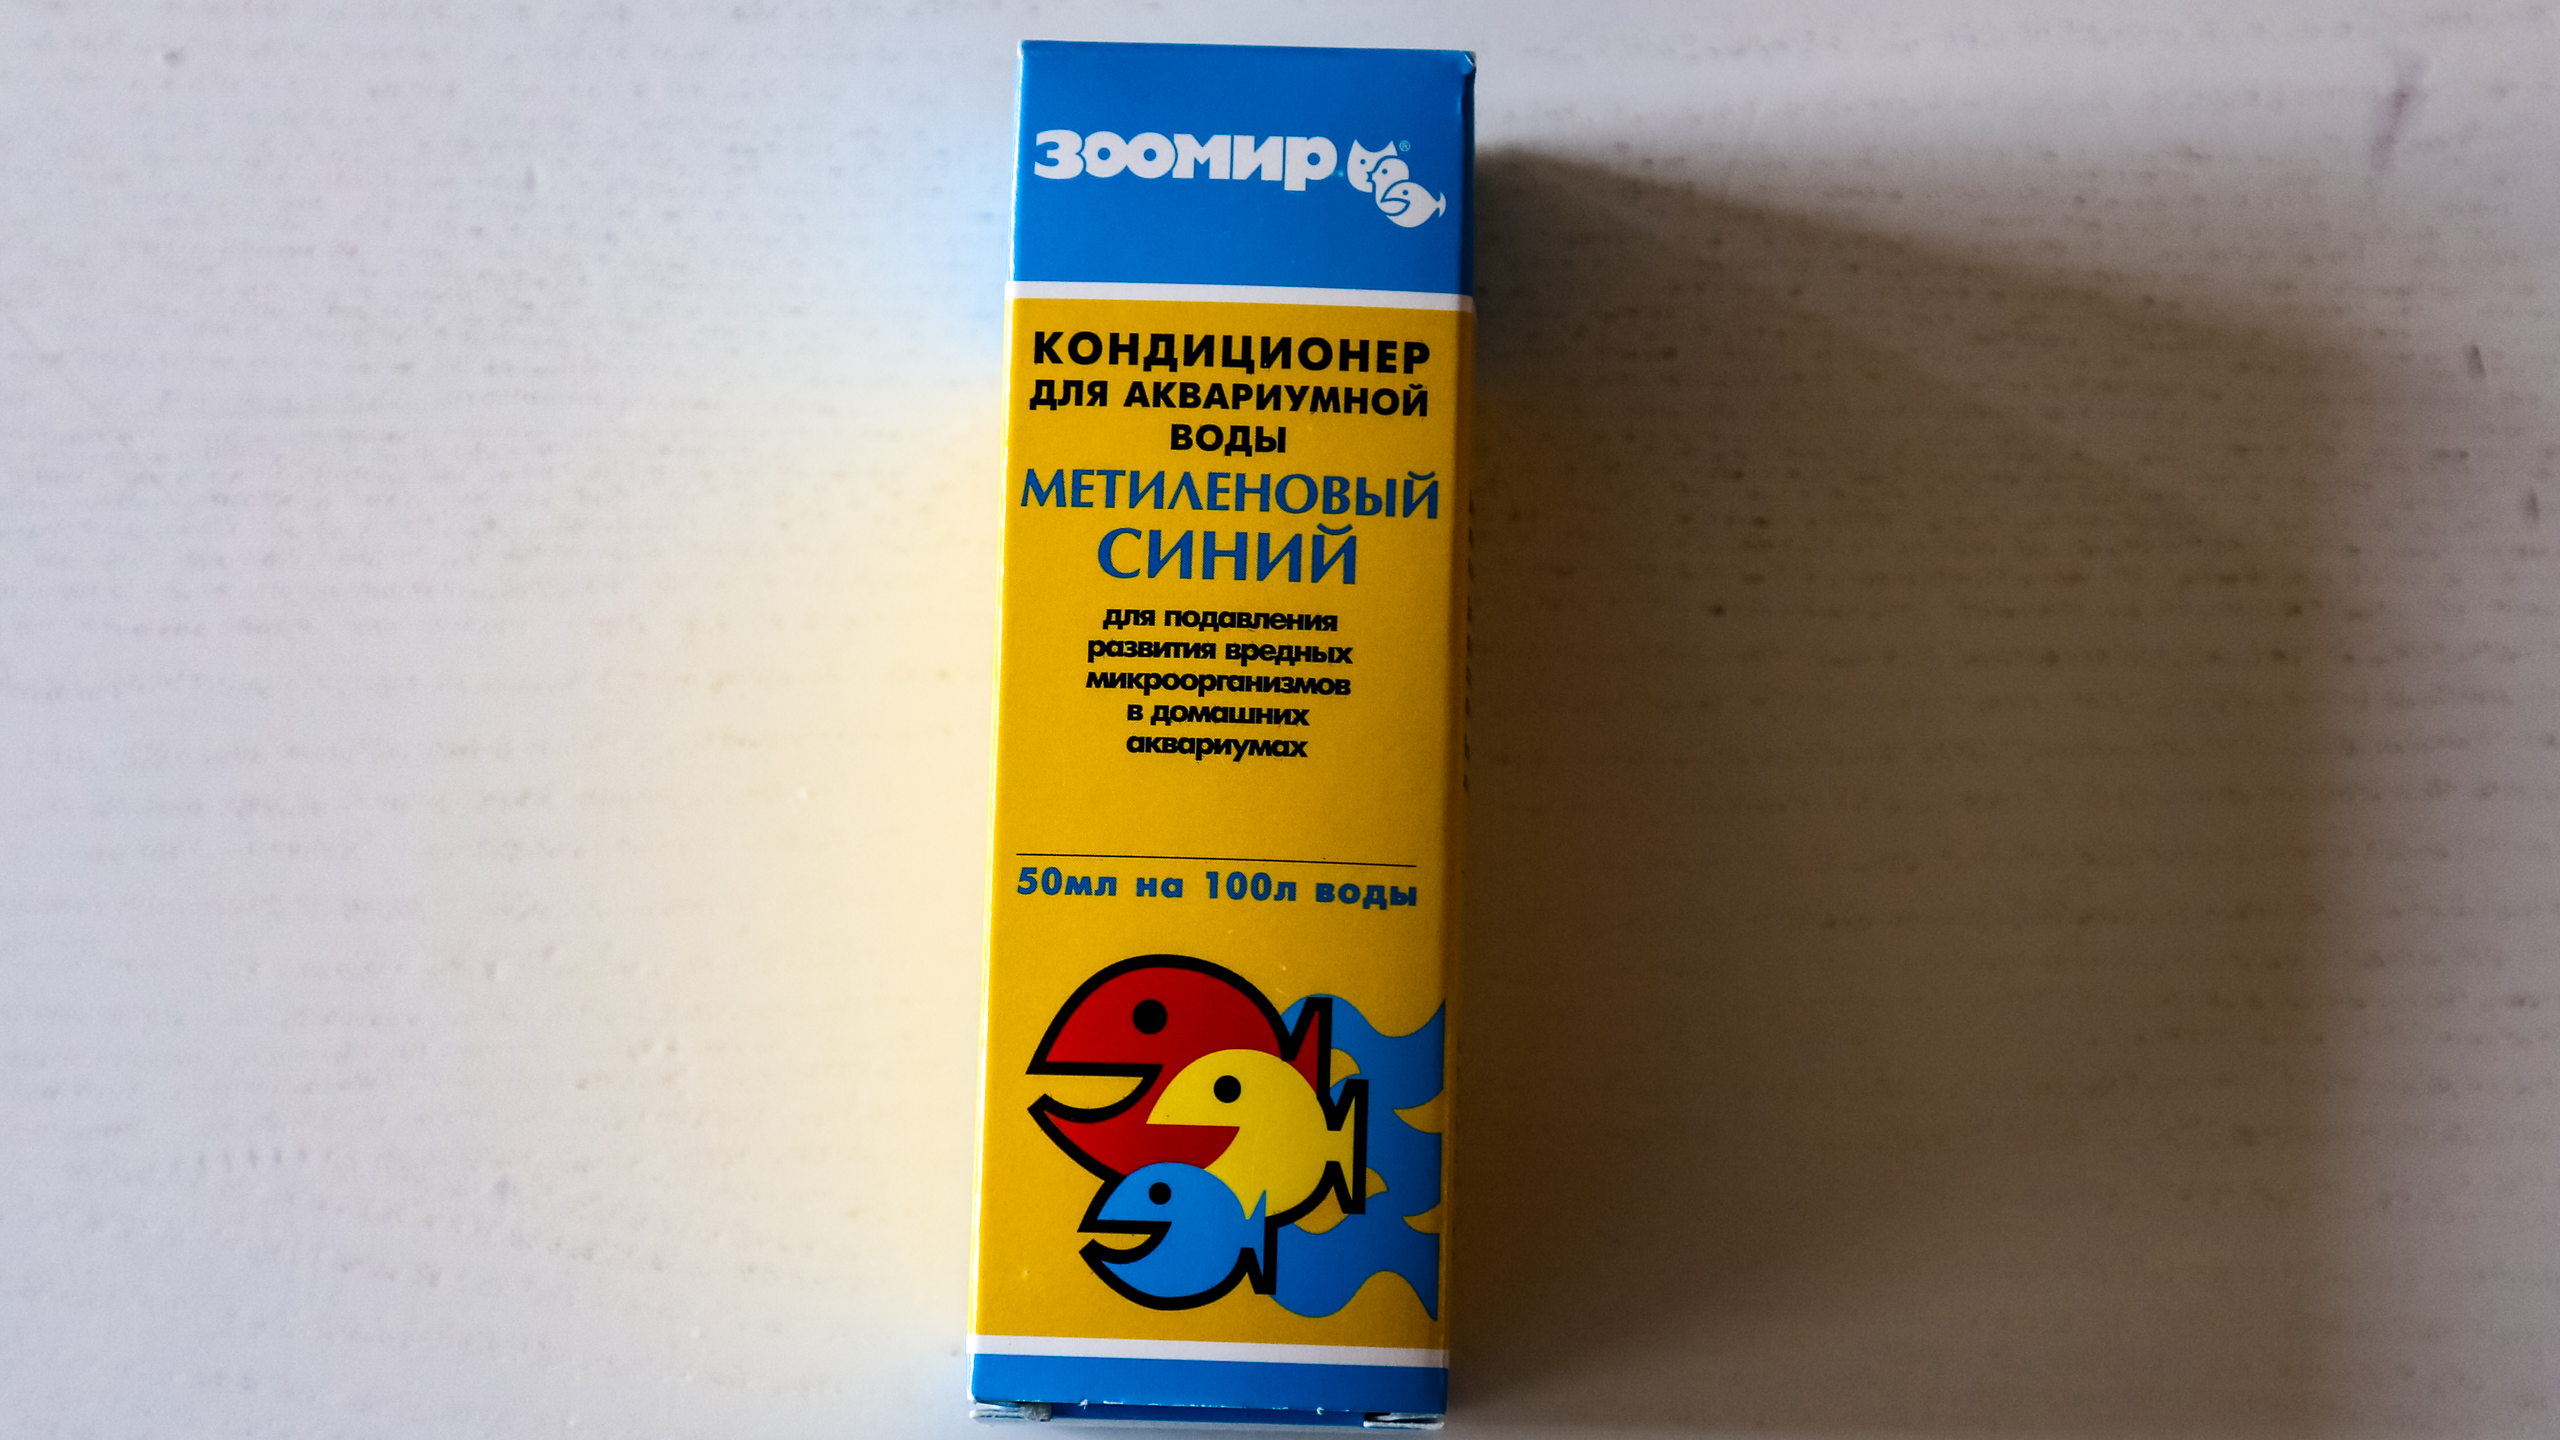 ЗООМИР ®
КОНДИЦИОНЕР
ДЛЯ АКВАРИУМНОЙ
ВОДЫ
МЕТИЛЕНОВЫЙ
СИНИЙ
для подавления
развития вредных
микроорганизмов
в домашних
аквариумах
50мл на 100л воды